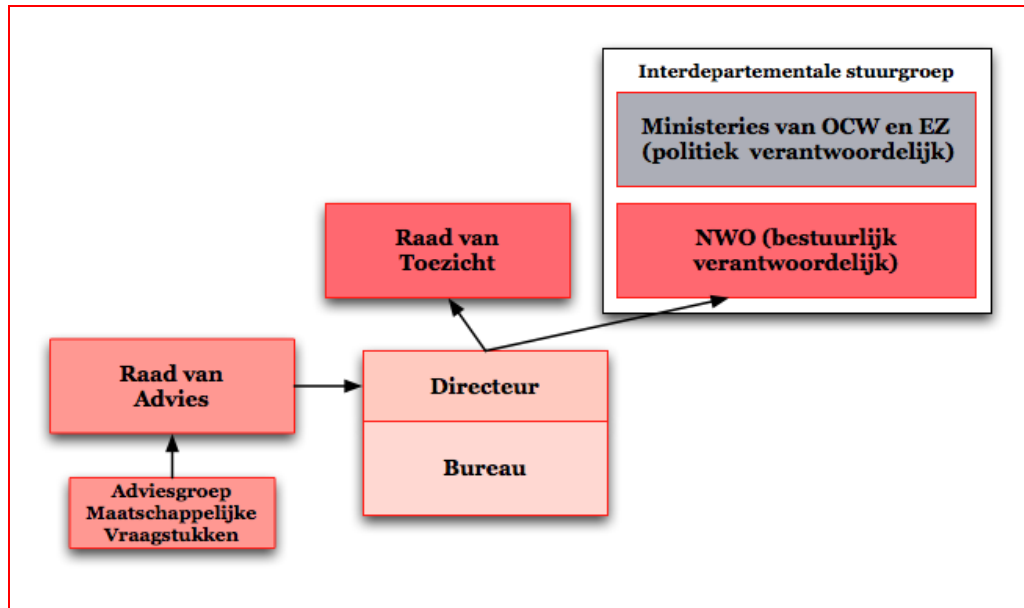 Interdepartementale stuurgroep
Ministeries van OCW en EZ
(politiek verantwoordelijk)
NWO (bestuurlijk
verantwoordelijk)
Raad van
Toezicht
Raad van
Advies
Directeur
Bureau
Adviesgroep
Maatschappelijke
Vraagstukken